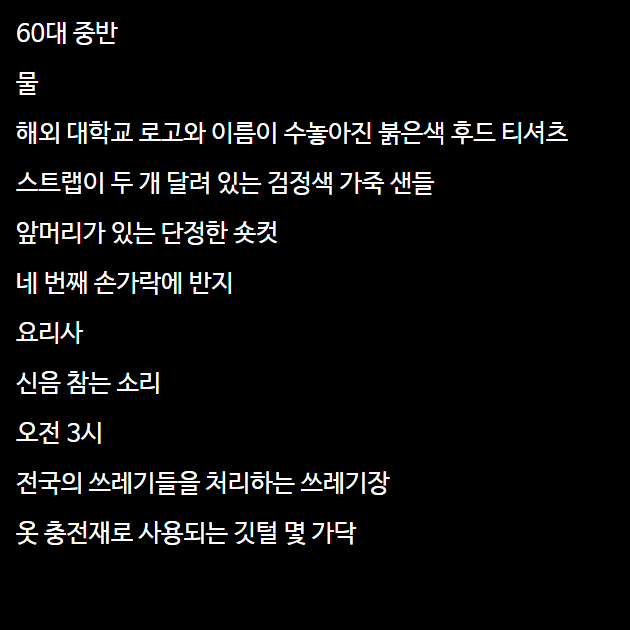 60대 중반
물
해외 대학교 로고와 이름이 수놓아진 붉은색 후드 티셔츠
스트랩이 두 개 달려 있는 검정색 가죽 샌들
앞머리가 있는 단정한 숏컷
네 번째 손가락에 반지
요리사
신음 참는 소리
오전 3시
전국의 쓰레기들을 처리하는 쓰레기장
옷 충전재로 사용되는 깃털 몇 가닥